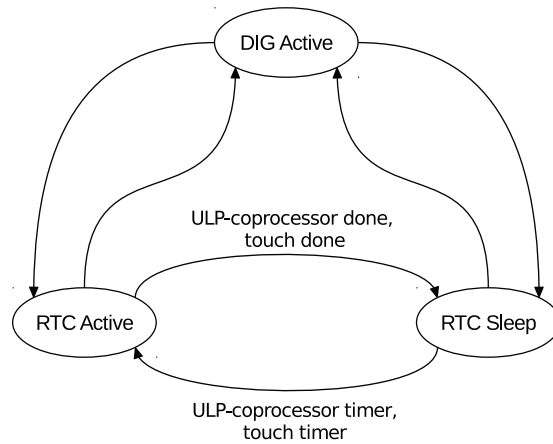 DIG Active
ULP-coprocessor done,
touch done
RTC Active
RTC Sleep
ULP-coprocessor timer,
touch timer